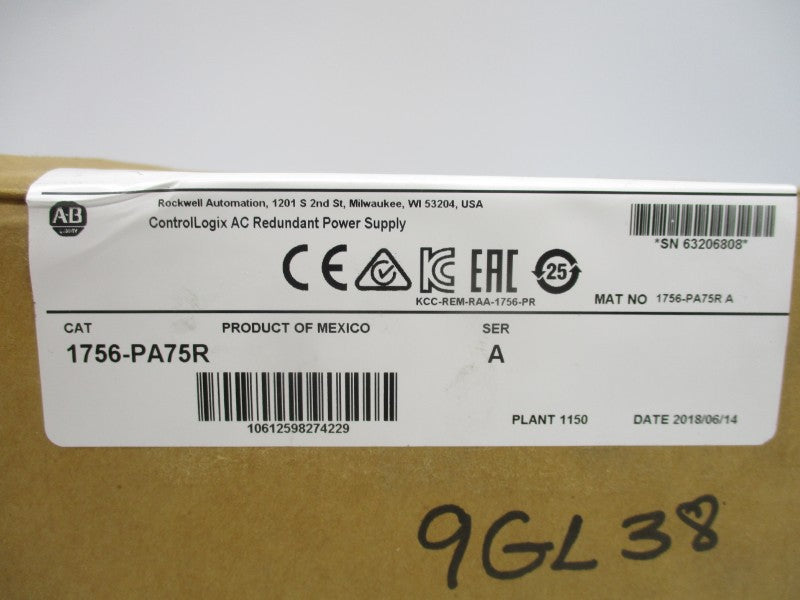 Rockwell Automation, 1201 S 2nd St, Milwaukee, WI 53204, USA
A·B
ControlLogix AC Redundant Power Supply
*SN 63206808*
CE KC EAC 25
KCC-REM-RAA-1756-PR
MAT NO 1756-PA75R A
CAT PRODUCT OF MEXICO SER
1756-PA75R A
10612598274229
PLANT 1150 DATE 2018/06/14
9GL38